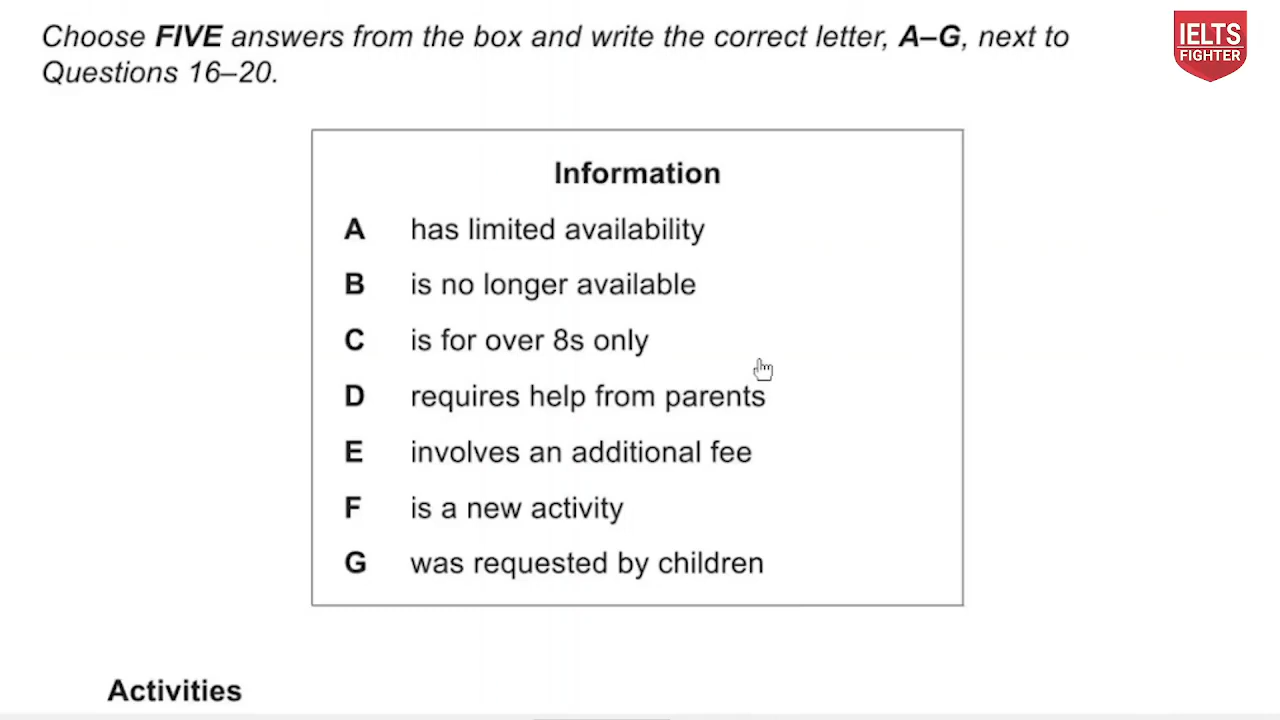 Choose FIVE answers from the box and write the correct letter, A–G, next to
Questions 16–20.
IELTS
FIGHTER
Information
A has limited availability
B is no longer available
C is for over 8s only
D requires help from parents
E involves an additional fee
F is a new activity
G was requested by children
Activities